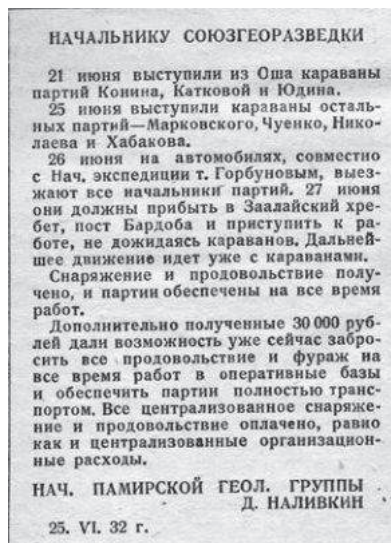 НАЧАЛЬНИКУ СОЮЗГЕОРАЗВЕДКИ
21 июня выступили из Оша караваны
партий Конина, Катковой и Юдина.
25 июня выступили караваны осталь-
ных партий—Марковского, Чуенко, Нико-
лаева и Хабакова.
26 июня на автомобилях, совместно
с Нач. экспедиции т. Горбуновым, выез-
жают все начальники партий. 27 июня
они должны прибыть в Заалайский хре-
бет, пост Бардоба и приступить к ра-
боте, не дожидаясь караванов. Дальней-
шее движение идет уже с караванами.
Снаряжение и продовольствие полу-
чено, и партии обеспечены на все время
работ.
Дополнительно полученные 30 000 руб-
лей дали возможность уже сейчас забро-
сить все продовольствие и фураж на
все время работ в оперативные базы
и обеспечить партии полностью транс-
портом. Все централизованное снаряже-
ние и продовольствие оплачено, равно
как и централизованные организацион-
ные расходы.
НАЧ. ПАМИРСКОЙ ГЕОЛ. ГРУППЫ
Д. НАЛИВКИН
25. VI. 32 г.